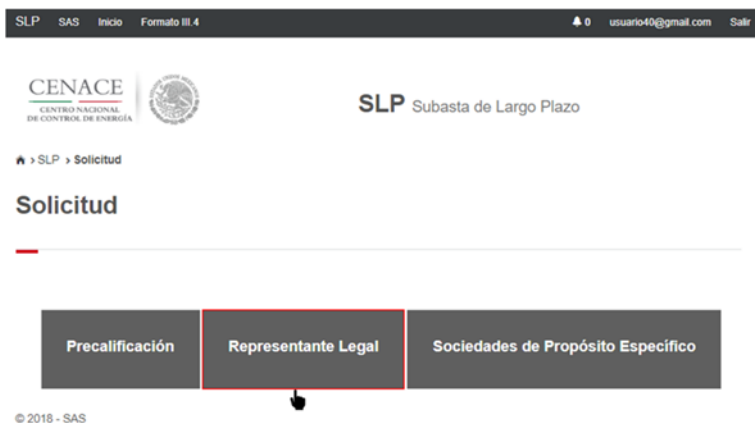 SLP SAS Inicio Formato III.4 0 usuario40@gmail.com Salir
CENACE
CENTRO NACIONAL
DE CONTROL DE ENERGÍA
SLP Subasta de Largo Plazo
> SLP > Solicitud
Solicitud
Precalificación Representante Legal Sociedades de Propósito Específico
© 2018 - SAS